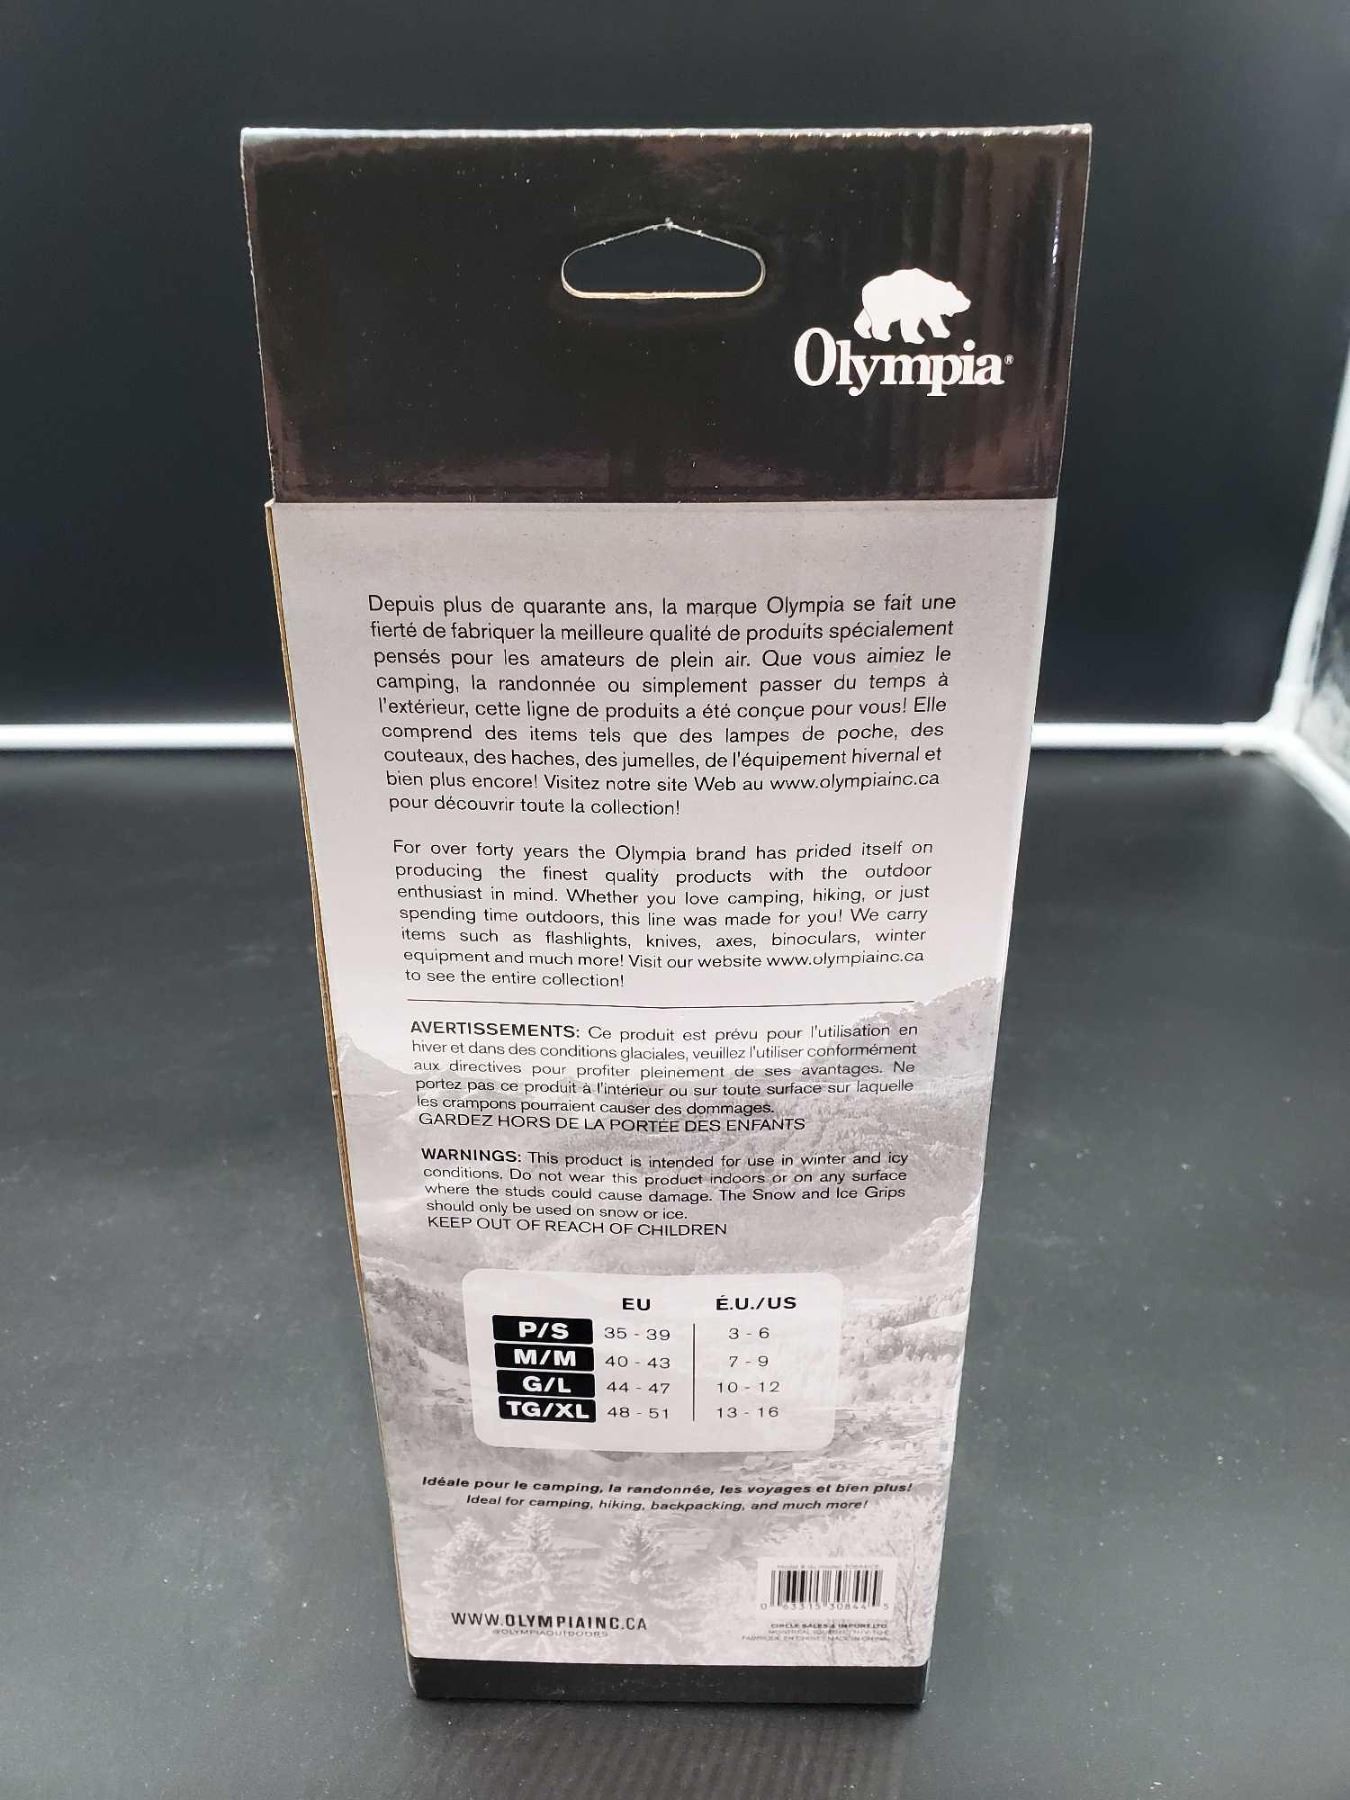 Olympia®
Depuis plus de quarante ans, la marque Olympia se fait une
fierté de fabriquer la meilleure qualité de produits spécialement
pensés pour les amateurs de plein air. Que vous aimiez le
camping, la randonnée ou simplement passer du temps à
l'extérieur, cette ligne de produits a été conçue pour vous! Elle
comprend des items tels que des lampes de poche, des
couteaux, des haches, des jumelles, de l'équipement hivernal et
bien plus encore! Visitez notre site Web au www.olympiainc.ca
pour découvrir toute la collection!
For over forty years the Olympia brand has prided itself on
producing the finest quality products with the outdoor
enthusiast in mind. Whether you love camping, hiking, or just
spending time outdoors, this line was made for you! We carry
items such as flashlights, knives, axes, binoculars, winter
equipment and much more! Visit our website www.olympiainc.ca
to see the entire collection!
AVERTISSEMENTS: Ce produit est prévu pour l'utilisation en
hiver et dans des conditions glaciales, veuillez l'utiliser conformément
aux directives pour profiter pleinement de ses avantages. Ne
portez pas ce produit à l'intérieur ou sur toute surface sur laquelle
les crampons pourraient causer des dommages.
GARDEZ HORS DE LA PORTÉE DES ENFANTS
WARNINGS: This product is intended for use in winter and icy
conditions. Do not wear this product indoors or on any surface
where the studs could cause damage. The Snow and Ice Grips
should only be used on snow or ice.
KEEP OUT OF REACH OF CHILDREN
EU É.U./US
P/S 35 - 39 3 - 6
M/M 40 - 43 7 - 9
G/L 44 - 47 10 - 12
TG/XL 48 - 51 13 - 16
Idéale pour le camping, la randonnée, les voyages et bien plus!
Ideal for camping, hiking, backpacking, and much more!
0 63315 30844 5
WWW.OLYMPIAINC.CA
@OLYMPIAOUTDOORS
CIRCLE SALES & IMPORT LTD
FABRIQUÉ EN CHINE / MADE IN CHINA